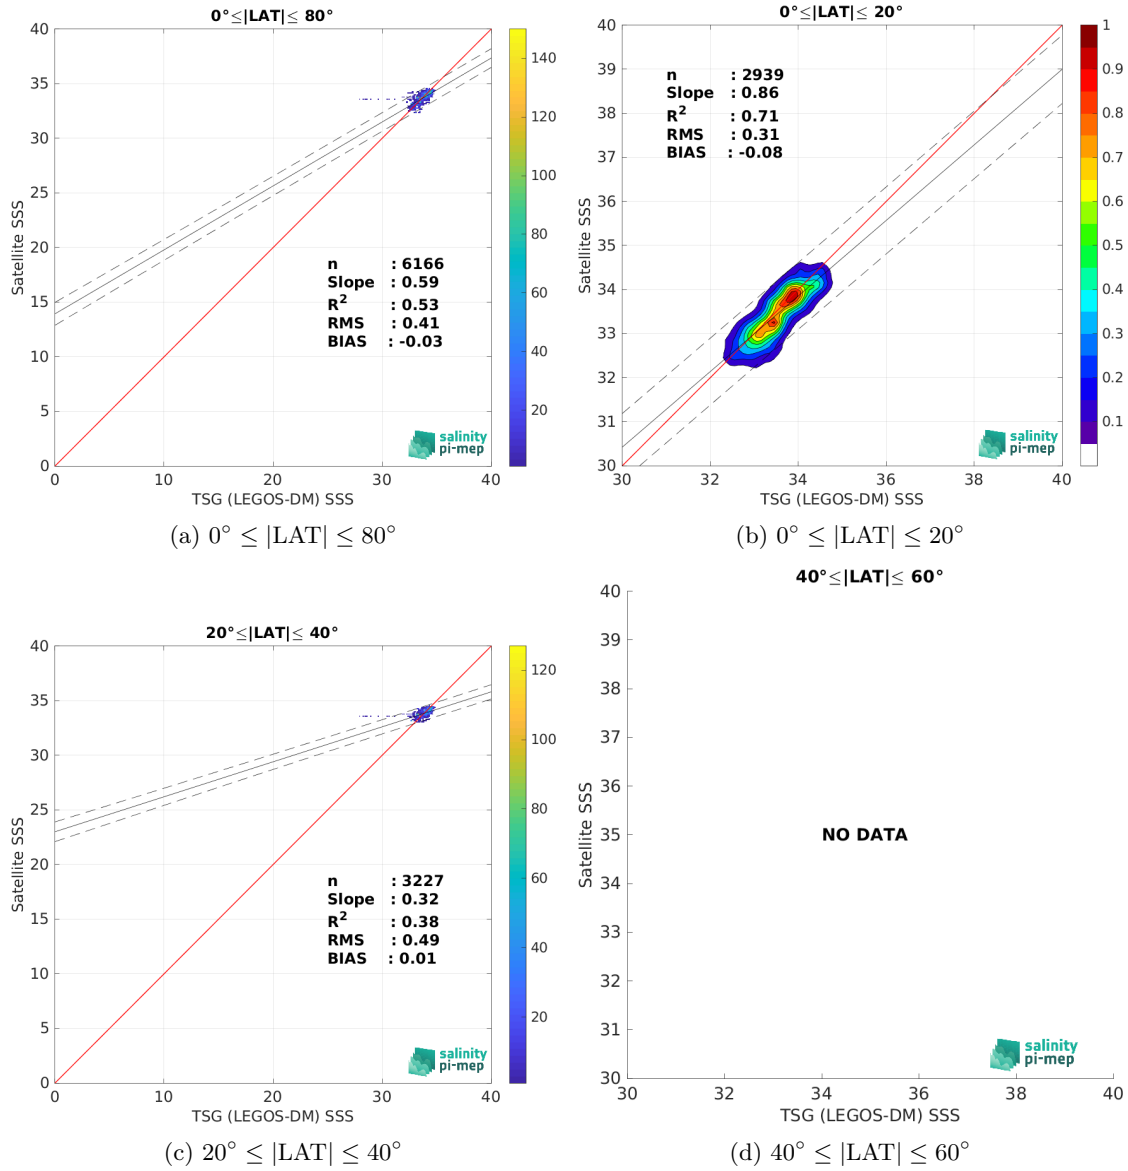 0°≤|LAT|≤ 80°
40
35
30
25
20
15
10
5
0
0
10
20
30
40
Satellite SSS
TSG (LEGOS-DM) SSS
n : 6166
Slope : 0.59
R² : 0.53
RMS : 0.41
BIAS : -0.03
salinity
pi-mep
140
120
100
80
60
40
20
(a) 0° ≤ |LAT| ≤ 80°
0°≤|LAT|≤ 20°
40
39
38
37
36
35
34
33
32
31
30
30
32
34
36
38
40
Satellite SSS
TSG (LEGOS-DM) SSS
n : 2939
Slope : 0.86
R² : 0.71
RMS : 0.31
BIAS : -0.08
salinity
pi-mep
1
0.9
0.8
0.7
0.6
0.5
0.4
0.3
0.2
0.1
(b) 0° ≤ |LAT| ≤ 20°
20°≤|LAT|≤ 40°
40
35
30
25
20
15
10
5
0
0
10
20
30
40
Satellite SSS
TSG (LEGOS-DM) SSS
n : 3227
Slope : 0.32
R² : 0.38
RMS : 0.49
BIAS : 0.01
salinity
pi-mep
120
100
80
60
40
20
(c) 20° ≤ |LAT| ≤ 40°
40°≤|LAT|≤ 60°
40
39
38
37
36
35
34
33
32
31
30
30
32
34
36
38
40
Satellite SSS
TSG (LEGOS-DM) SSS
NO DATA
salinity
pi-mep
(d) 40° ≤ |LAT| ≤ 60°